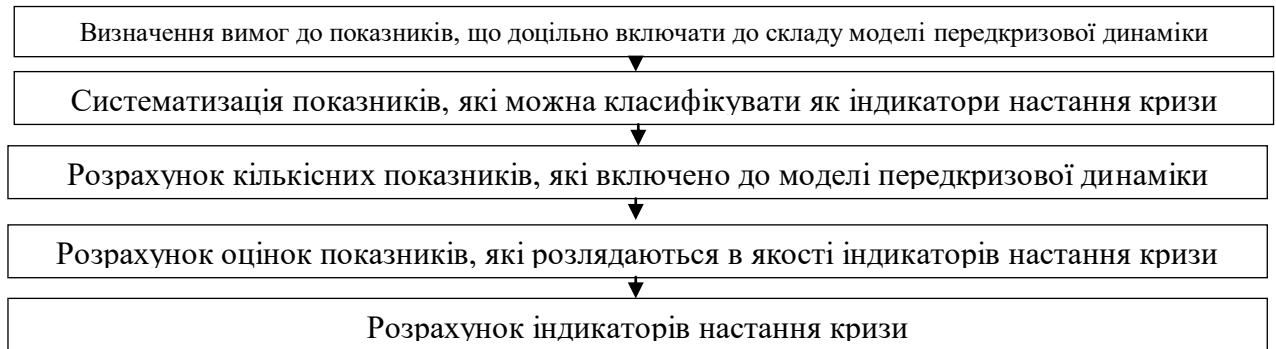 Визначення вимог до показників, що доцільно включати до складу моделі передкризової динаміки
Систематизація показників, які можна класифікувати як індикатори настання кризи
Розрахунок кількісних показників, які включено до моделі передкризової динаміки
Розрахунок оцінок показників, які розлядаються в якості індикаторів настання кризи
Розрахунок індикаторів настання кризи